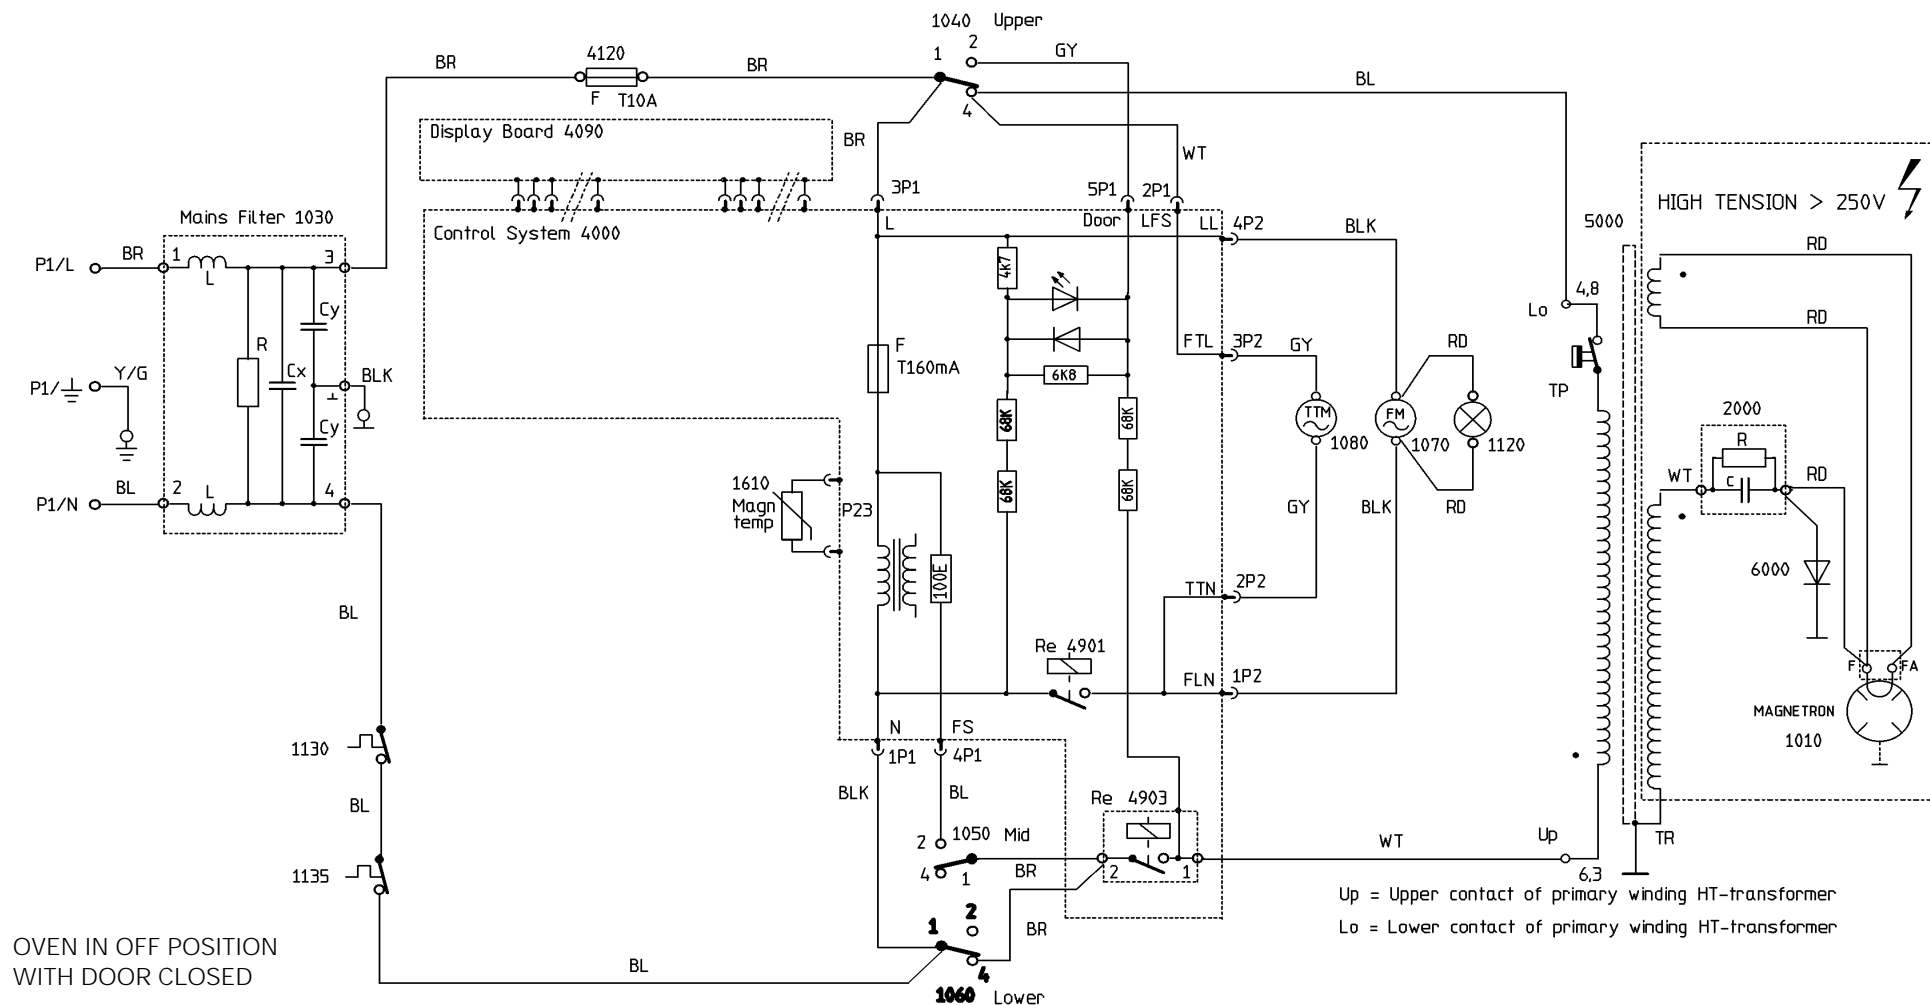 1040 Upper
2
1
GY
4120
BR
BR
F T10A
BL
4
Display Board 4090
BR
WT
3P1
5P1
2P1
HIGH TENSION > 250V
Mains Filter 1030
Control System 4000
L
Door
LFS
LL
4P2
BLK
5000
RD
P1/L
BR
1
L
3
4k7
4,8
Lo
Cy
RD
R
F
T160mA
FTL
3P2
GY
RD
Cx
6K8
TP
P1/
Y/G
BLK
68K
68K
TTM
1080
FM
1070
1120
2000
Cy
R
P1/N
BL
2
L
4
1610
Magn
temp
P23
68K
68K
GY
BLK
RD
WT
C
RD
100E
6000
TTN
2P2
BL
Re 4901
FLN
1P2
F
FA
MAGNETRON
1010
N
FS
1130
1P1
4P1
BLK
BL
BL
Re 4903
2
1050 Mid
WT
Up
TR
1135
4
1
BR
2
1
6,3
Up = Upper contact of primary winding HT-transformer
2
1
BR
Lo = Lower contact of primary winding HT-transformer
OVEN IN OFF POSITION
WITH DOOR CLOSED
BL
4
1060 Lower